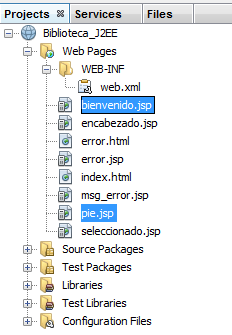 Projects x Services Files
Biblioteca_J2EE
Web Pages
WEB-INF
web.xml
bienvenido.jsp
encabezado.jsp
error.html
error.jsp
index.html
msg_error.jsp
pie.jsp
seleccionado.jsp
Source Packages
Test Packages
Libraries
Test Libraries
Configuration Files